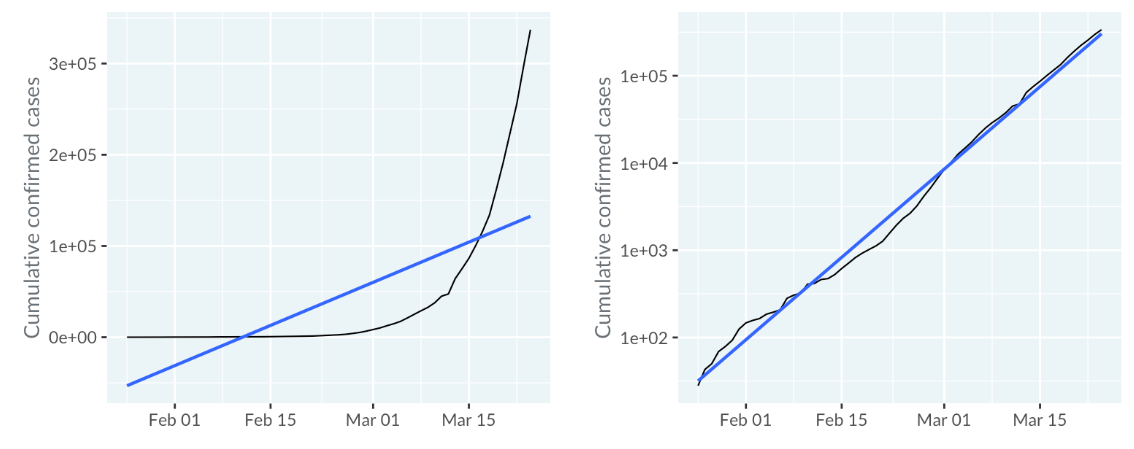 Cumulative confirmed cases
3e+05
2e+05
1e+05
0e+00
Feb 01 Feb 15 Mar 01 Mar 15
Cumulative confirmed cases
1e+05
1e+04
1e+03
1e+02
Feb 01 Feb 15 Mar 01 Mar 15